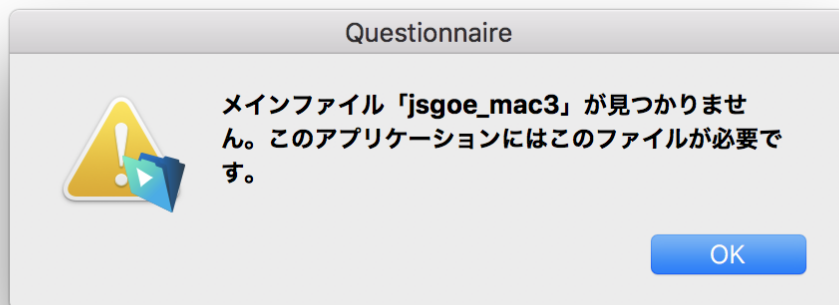 Questionnaire
メインファイル「jsgoe_mac3」が見つかりませ
ん。このアプリケーションにはこのファイルが必要で
す。
OK